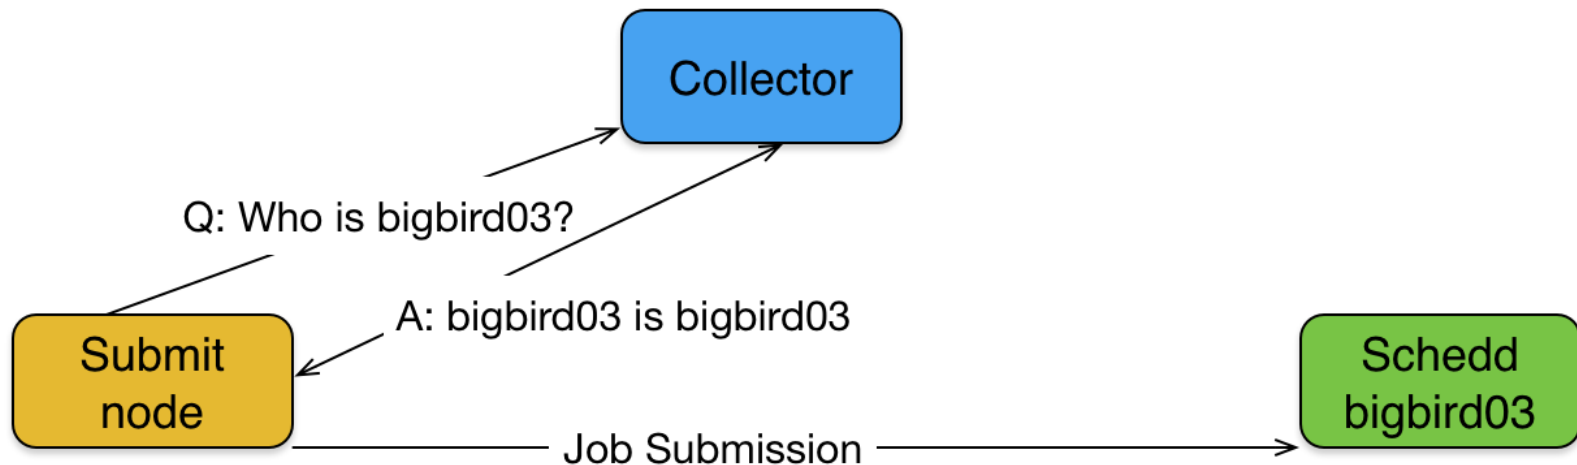 Collector
Q: Who is bigbird03?
A: bigbird03 is bigbird03
Submit
node
Schedd
bigbird03
Job Submission